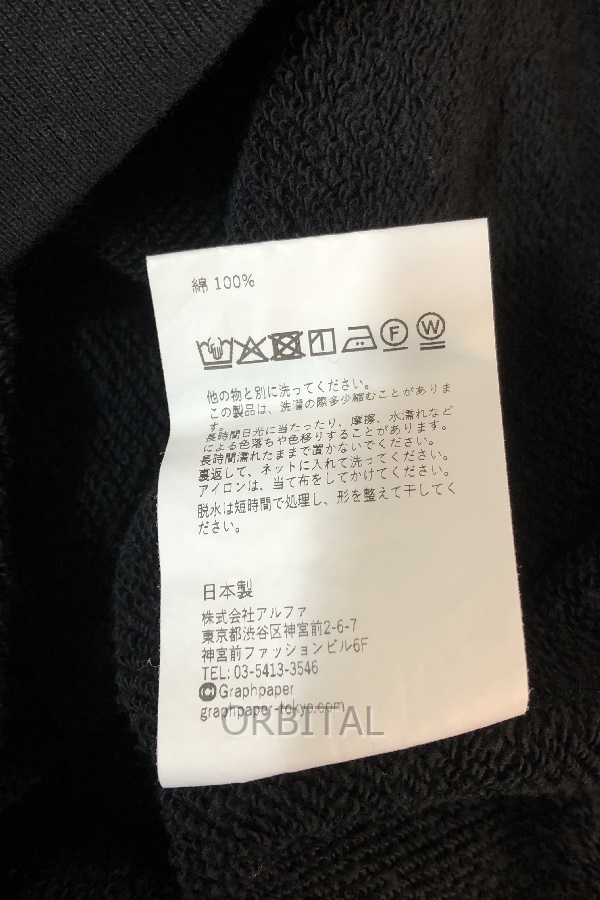 綿 100%
F W
他の物と別に洗ってください。
この製品は、洗濯の際多少縮むことがありま
す。
長時間日光に当たったり、摩擦、水濡れなど
による色落ちや色移りすることがあります。
長時間濡れたままで置かないでください。
裏返して、ネットに入れて洗ってください。
アイロンは、当て布をしてかけてください。
脱水は短時間で処理し、形を整えて干してく
ださい。
日本製
株式会社アルファ
東京都渋谷区神宮前2-6-7
神宮前ファッションビル6F
TEL: 03-5413-3546
©Graphpaper
graphpaper-tokyo.com
ORBITAL